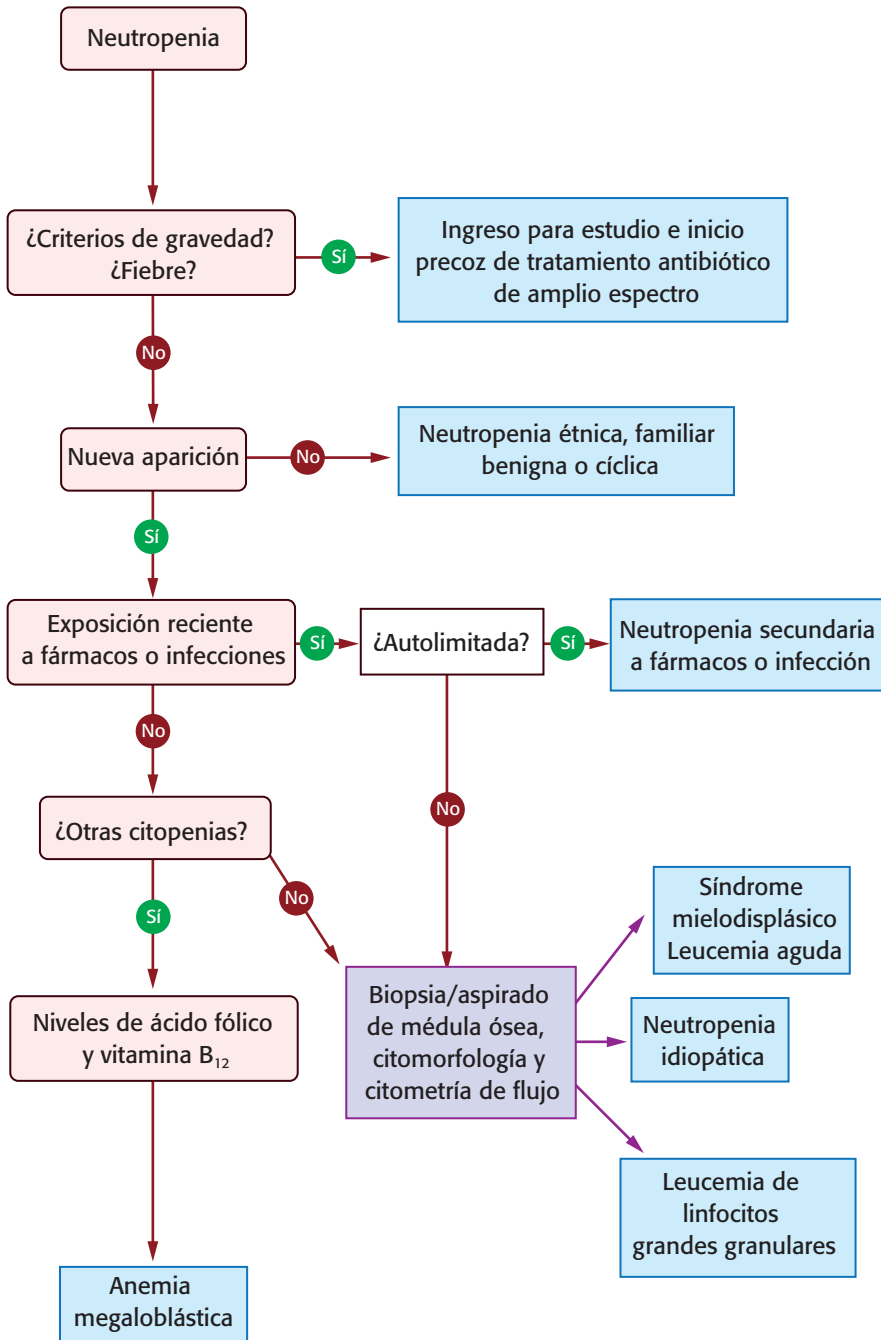 Neutropenia
¿Criterios de gravedad?
¿Fiebre?
Sí
Ingreso para estudio e inicio
precoz de tratamiento antibiótico
de amplio espectro
No
Nueva aparición
No
Neutropenia étnica, familiar
benigna o cíclica
Sí
Exposición reciente
a fármacos o infecciones
Sí
¿Autolimitada?
Sí
Neutropenia secundaria
a fármacos o infección
No
No
¿Otras citopenias?
Sí
No
Niveles de ácido fólico
y vitamina B₁₂
Biopsia/aspirado
de médula ósea,
citomorfología y
citometría de flujo
Síndrome
mielodisplásico
Leucemia aguda
Neutropenia
idiopática
Leucemia de
linfocitos
grandes granulares
Anemia
megaloblástica